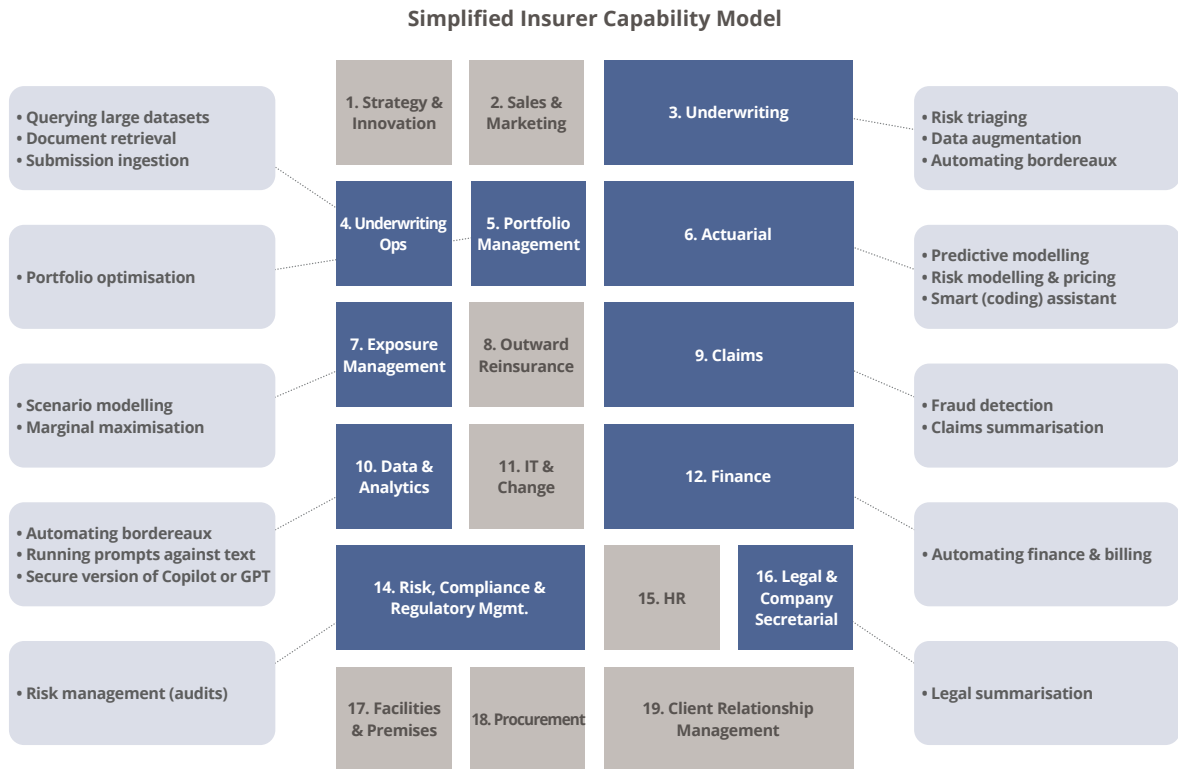 Simplified Insurer Capability Model
1. Strategy &
Innovation
2. Sales &
Marketing
3. Underwriting
• Querying large datasets
• Document retrieval
• Submission ingestion
• Risk triaging
• Data augmentation
• Automating bordereaux
4. Underwriting
Ops
5. Portfolio
Management
6. Actuarial
• Portfolio optimisation
• Predictive modelling
• Risk modelling & pricing
• Smart (coding) assistant
7. Exposure
Management
8. Outward
Reinsurance
9. Claims
• Scenario modelling
• Marginal maximisation
• Fraud detection
• Claims summarisation
10. Data &
Analytics
11. IT &
Change
12. Finance
• Automating bordereaux
• Running prompts against text
• Secure version of Copilot or GPT
• Automating finance & billing
14. Risk, Compliance &
Regulatory Mgmt.
15. HR
16. Legal &
Company
Secretarial
• Risk management (audits)
• Legal summarisation
17. Facilities
& Premises
18. Procurement
19. Client Relationship
Management